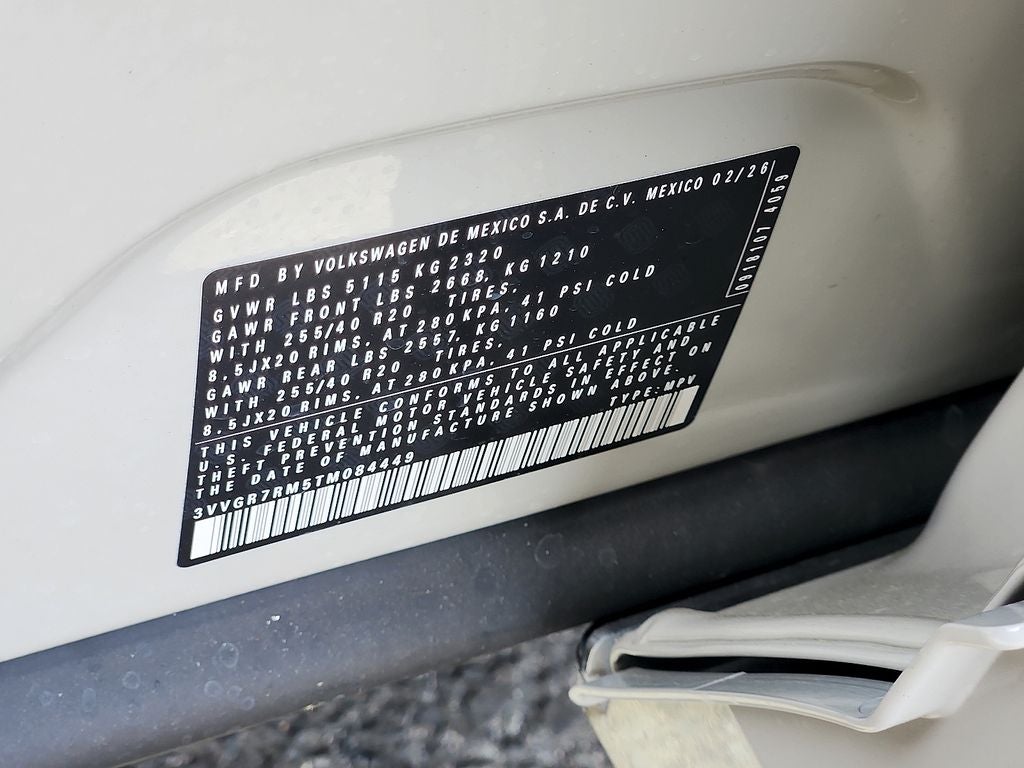 MFD BY VOLKSWAGEN DE MEXICO S.A. DE C.V. MEXICO 02/26
GVWR LBS 5115 KG 2320
GAWR FRONT LBS 2668, KG 1210
WITH 255/40 R20 TIRES,
8,5JX20 RIMS, AT 280KPA, 41 PSI COLD
GAWR REAR LBS 2557, KG 1160
WITH 255/40 R20 TIRES,
8,5JX20 RIMS, AT 280KPA, 41 PSI COLD
THIS VEHICLE CONFORMS TO ALL APPLICABLE
U.S. FEDERAL MOTOR VEHICLE SAFETY AND
THEFT PREVENTION STANDARDS IN EFFECT ON
THE DATE OF MANUFACTURE SHOWN ABOVE.
3VVGR7RM5TM084449 TYPE: MPV
0918107 4059